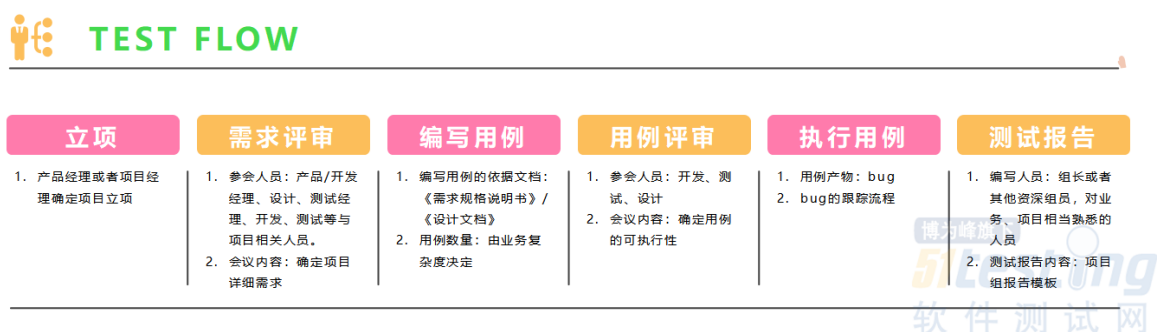 TEST FLOW
立项
1. 产品经理或者项目经
理确定项目立项
需求评审
1. 参会人员：产品/开发
经理、设计、测试经
理、开发、测试等与
项目相关人员。
2. 会议内容：确定项目
详细需求
编写用例
1. 编写用例的依据文档：
《需求规格说明书》/
《设计文档》
2. 用例数量：由业务复
杂度决定
用例评审
1. 参会人员：开发、测
试、设计
2. 会议内容：确定用例
的可执行性
执行用例
1. 用例产物：bug
2. bug的跟踪流程
测试报告
1. 编写人员：组长或者
其他资深组员，对业
务、项目相当熟悉的
人员
2. 测试报告内容：项目
组报告模板
博为峰旗下
51testing
软件测试网